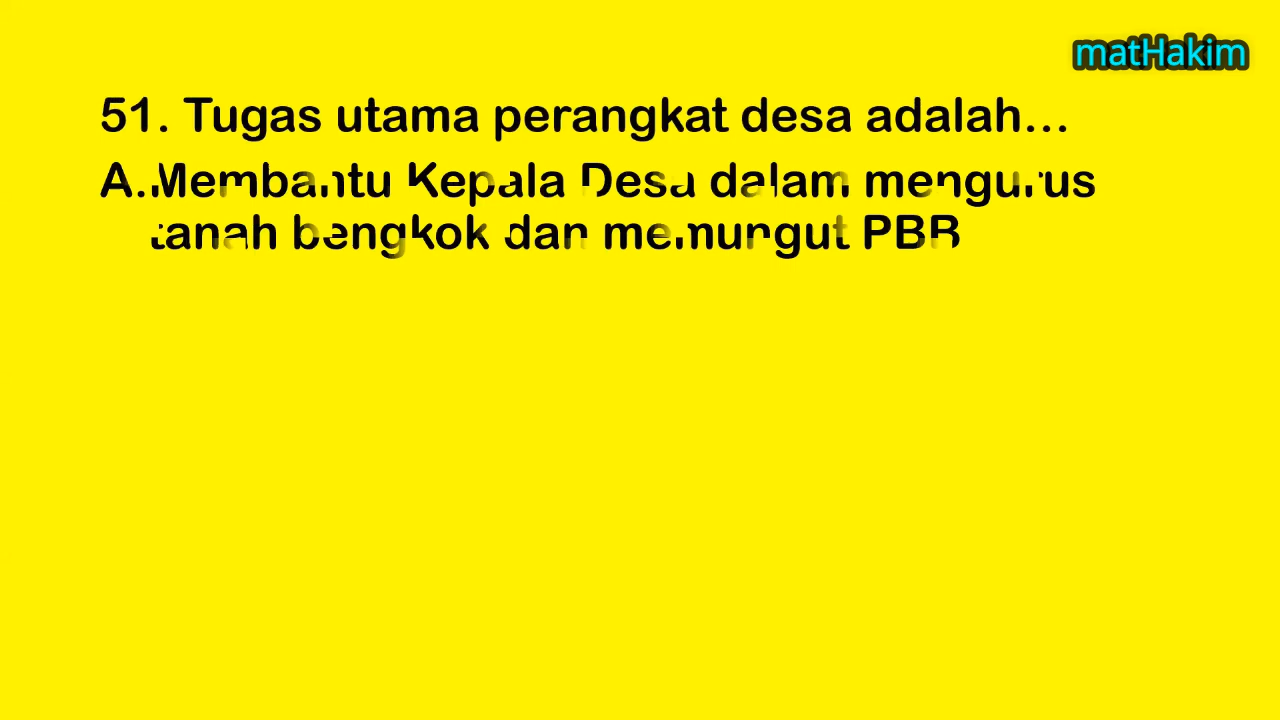 matHakim
51. Tugas utama perangkat desa adalah...
A. Membantu Kepala Desa dalam mengurus
tanah bengkok dan memungut PBB